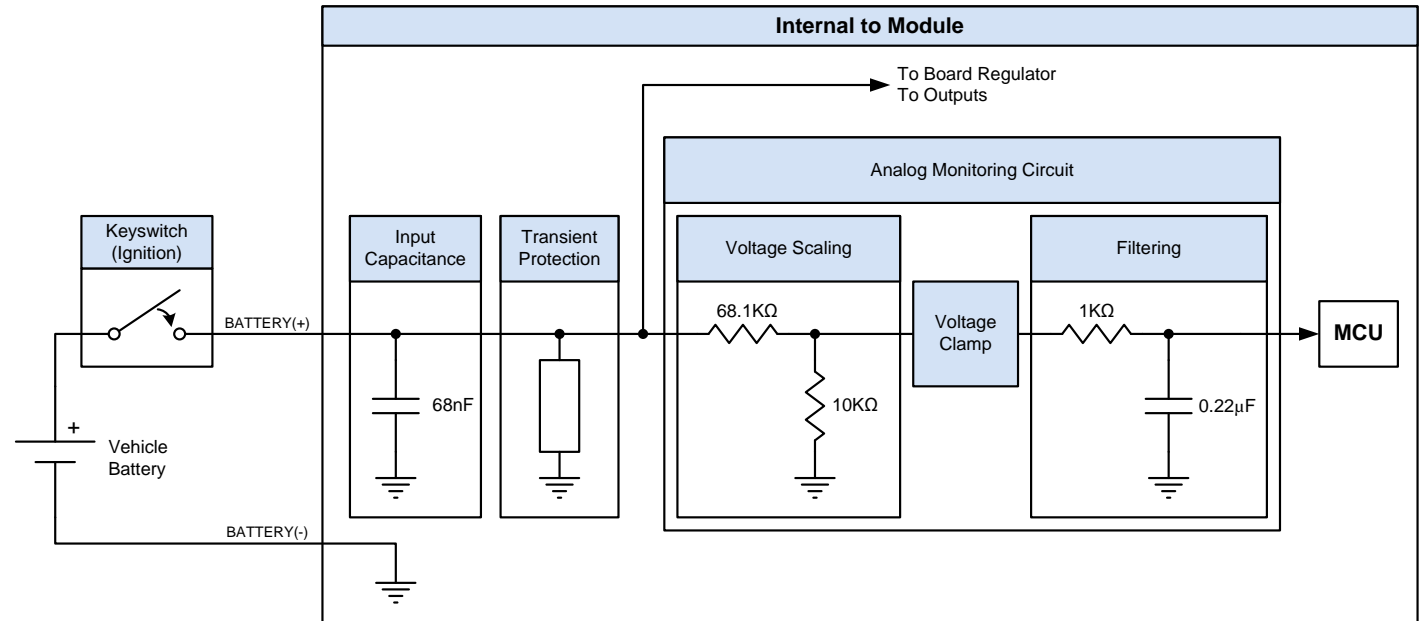 Internal to Module
To Board Regulator
To Outputs
Analog Monitoring Circuit
Keyswitch
(Ignition)
Input
Capacitance
Transient
Protection
Voltage Scaling
Filtering
BATTERY(+)
68.1KΩ
Voltage
Clamp
1KΩ
MCU
68nF
10KΩ
0.22μF
+
Vehicle
Battery
BATTERY(-)